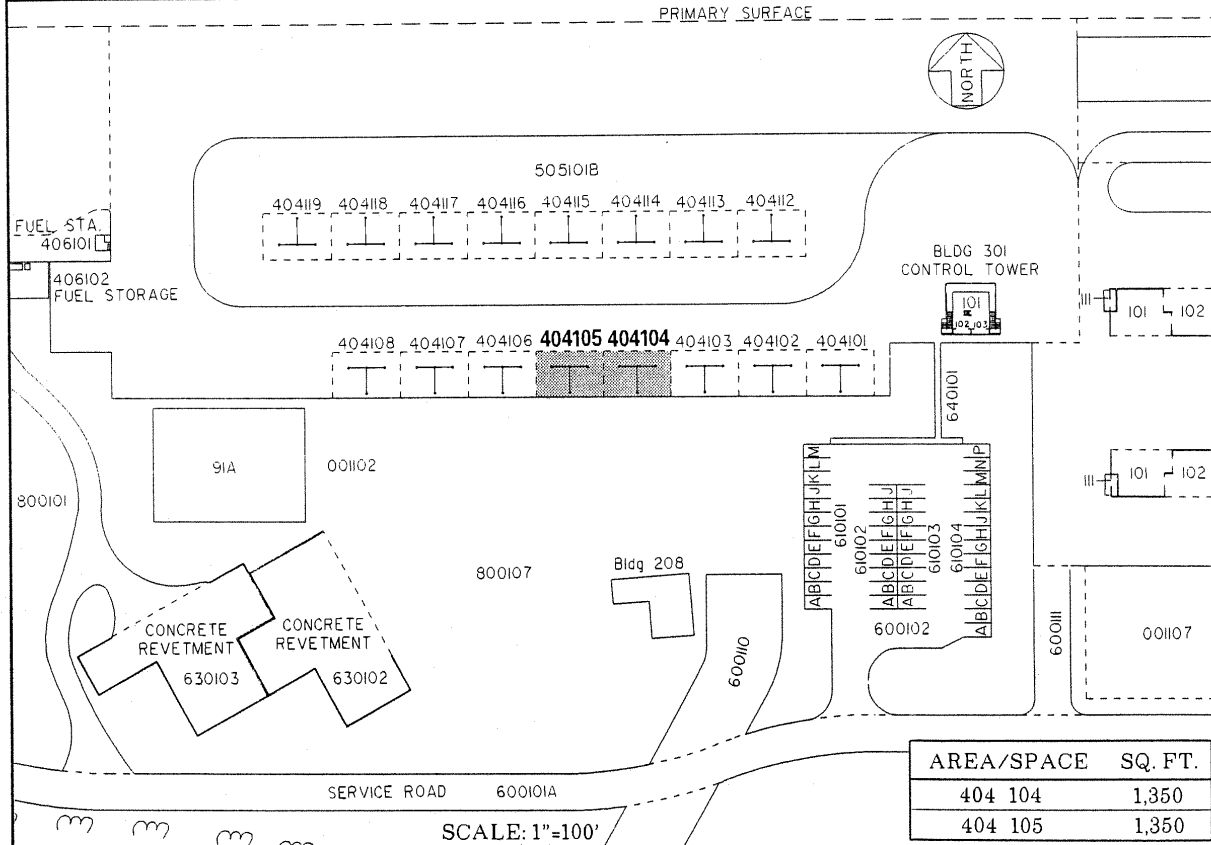 PRIMARY SURFACE
NORTH
505101B
404119 404118 404117 404116 404115 404114 404113 404112
FUEL STA.
406101
406102
FUEL STORAGE
BLDG 301
CONTROL TOWER
101
102 103
111 101 102
404108 404107 404106 404105 404104 404103 404102 404101
640101
91A
001102
800101
111 101 102
A B C D E F G H J K L M
610101
610102
A B C D E F G H J
A B C D E F G H J
610103
610104
A B C D E F G H J K L M N P
600102
800107
Bldg 208
600110
600111
001107
CONCRETE
REVETMENT
630103
CONCRETE
REVETMENT
630102
SERVICE ROAD 600101A
SCALE: 1"=100'
AREA/SPACE SQ. FT.
404 104 1,350
404 105 1,350